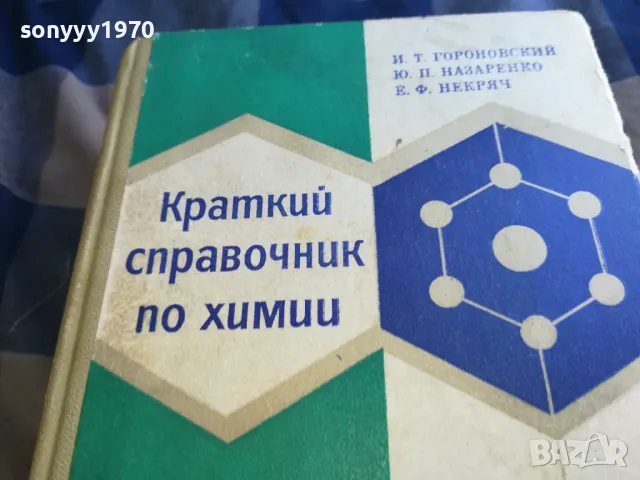 sonyyy1970
И. Т. ГОРОНОВСКИЙ
Ю. П. НАЗАРЕНКО
Е. Ф. НЕКРЯЧ
Краткий
справочник
по химии
BAZAR